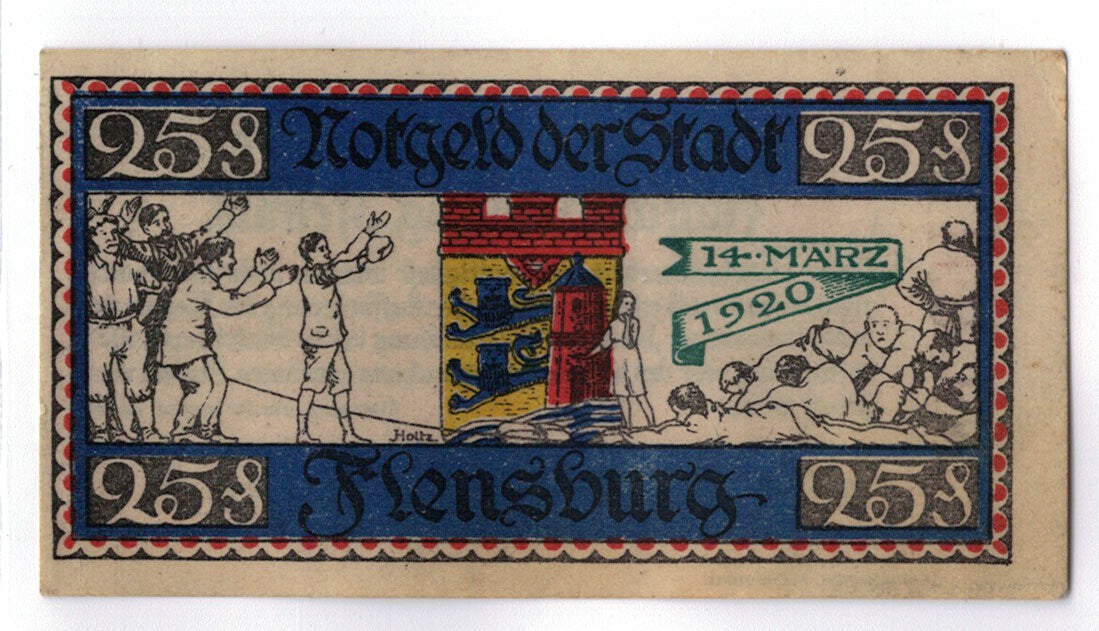 25 ₰ Notgeld der Stadt 25 ₰
14·MÄRZ
1920
Holtz
25 ₰ Flensburg 25 ₰